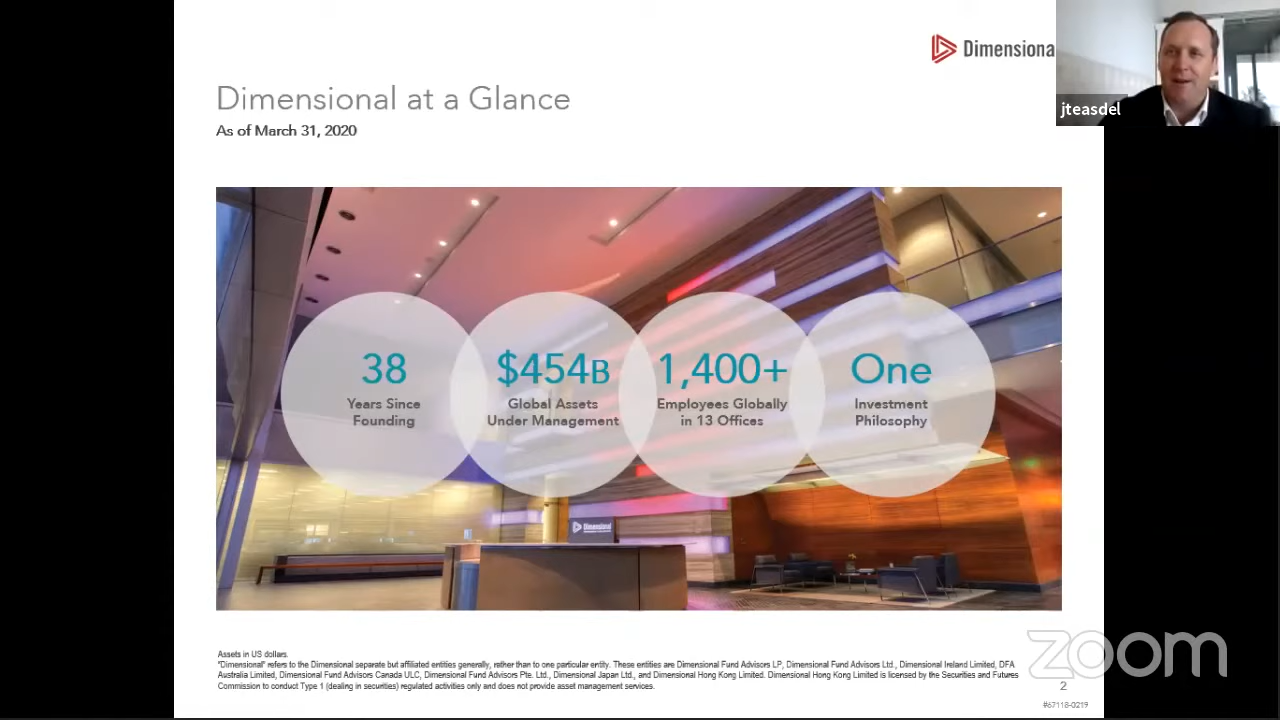 Dimensiona
jteasdel
Dimensional at a Glance
As of March 31, 2020
38
Years Since
Founding
$454B
Global Assets
Under Management
1,400+
Employees Globally
in 13 Offices
One
Investment
Philosophy
Dimensional
Assets in US dollars.
"Dimensional" refers to the Dimensional separate but affiliated entities generally, rather than to one particular entity. These entities are Dimensional Fund Advisors LP, Dimensional Fund Advisors Ltd., Dimensional Ireland Limited, DFA
Australia Limited, Dimensional Fund Advisors Canada ULC, Dimensional Fund Advisors Pte. Ltd., Dimensional Japan Ltd., and Dimensional Hong Kong Limited. Dimensional Hong Kong Limited is licensed by the Securities and Futures
Commission to conduct Type 1 (dealing in securities) regulated activities only and does not provide asset management services.
zoom
2
#67118-0219